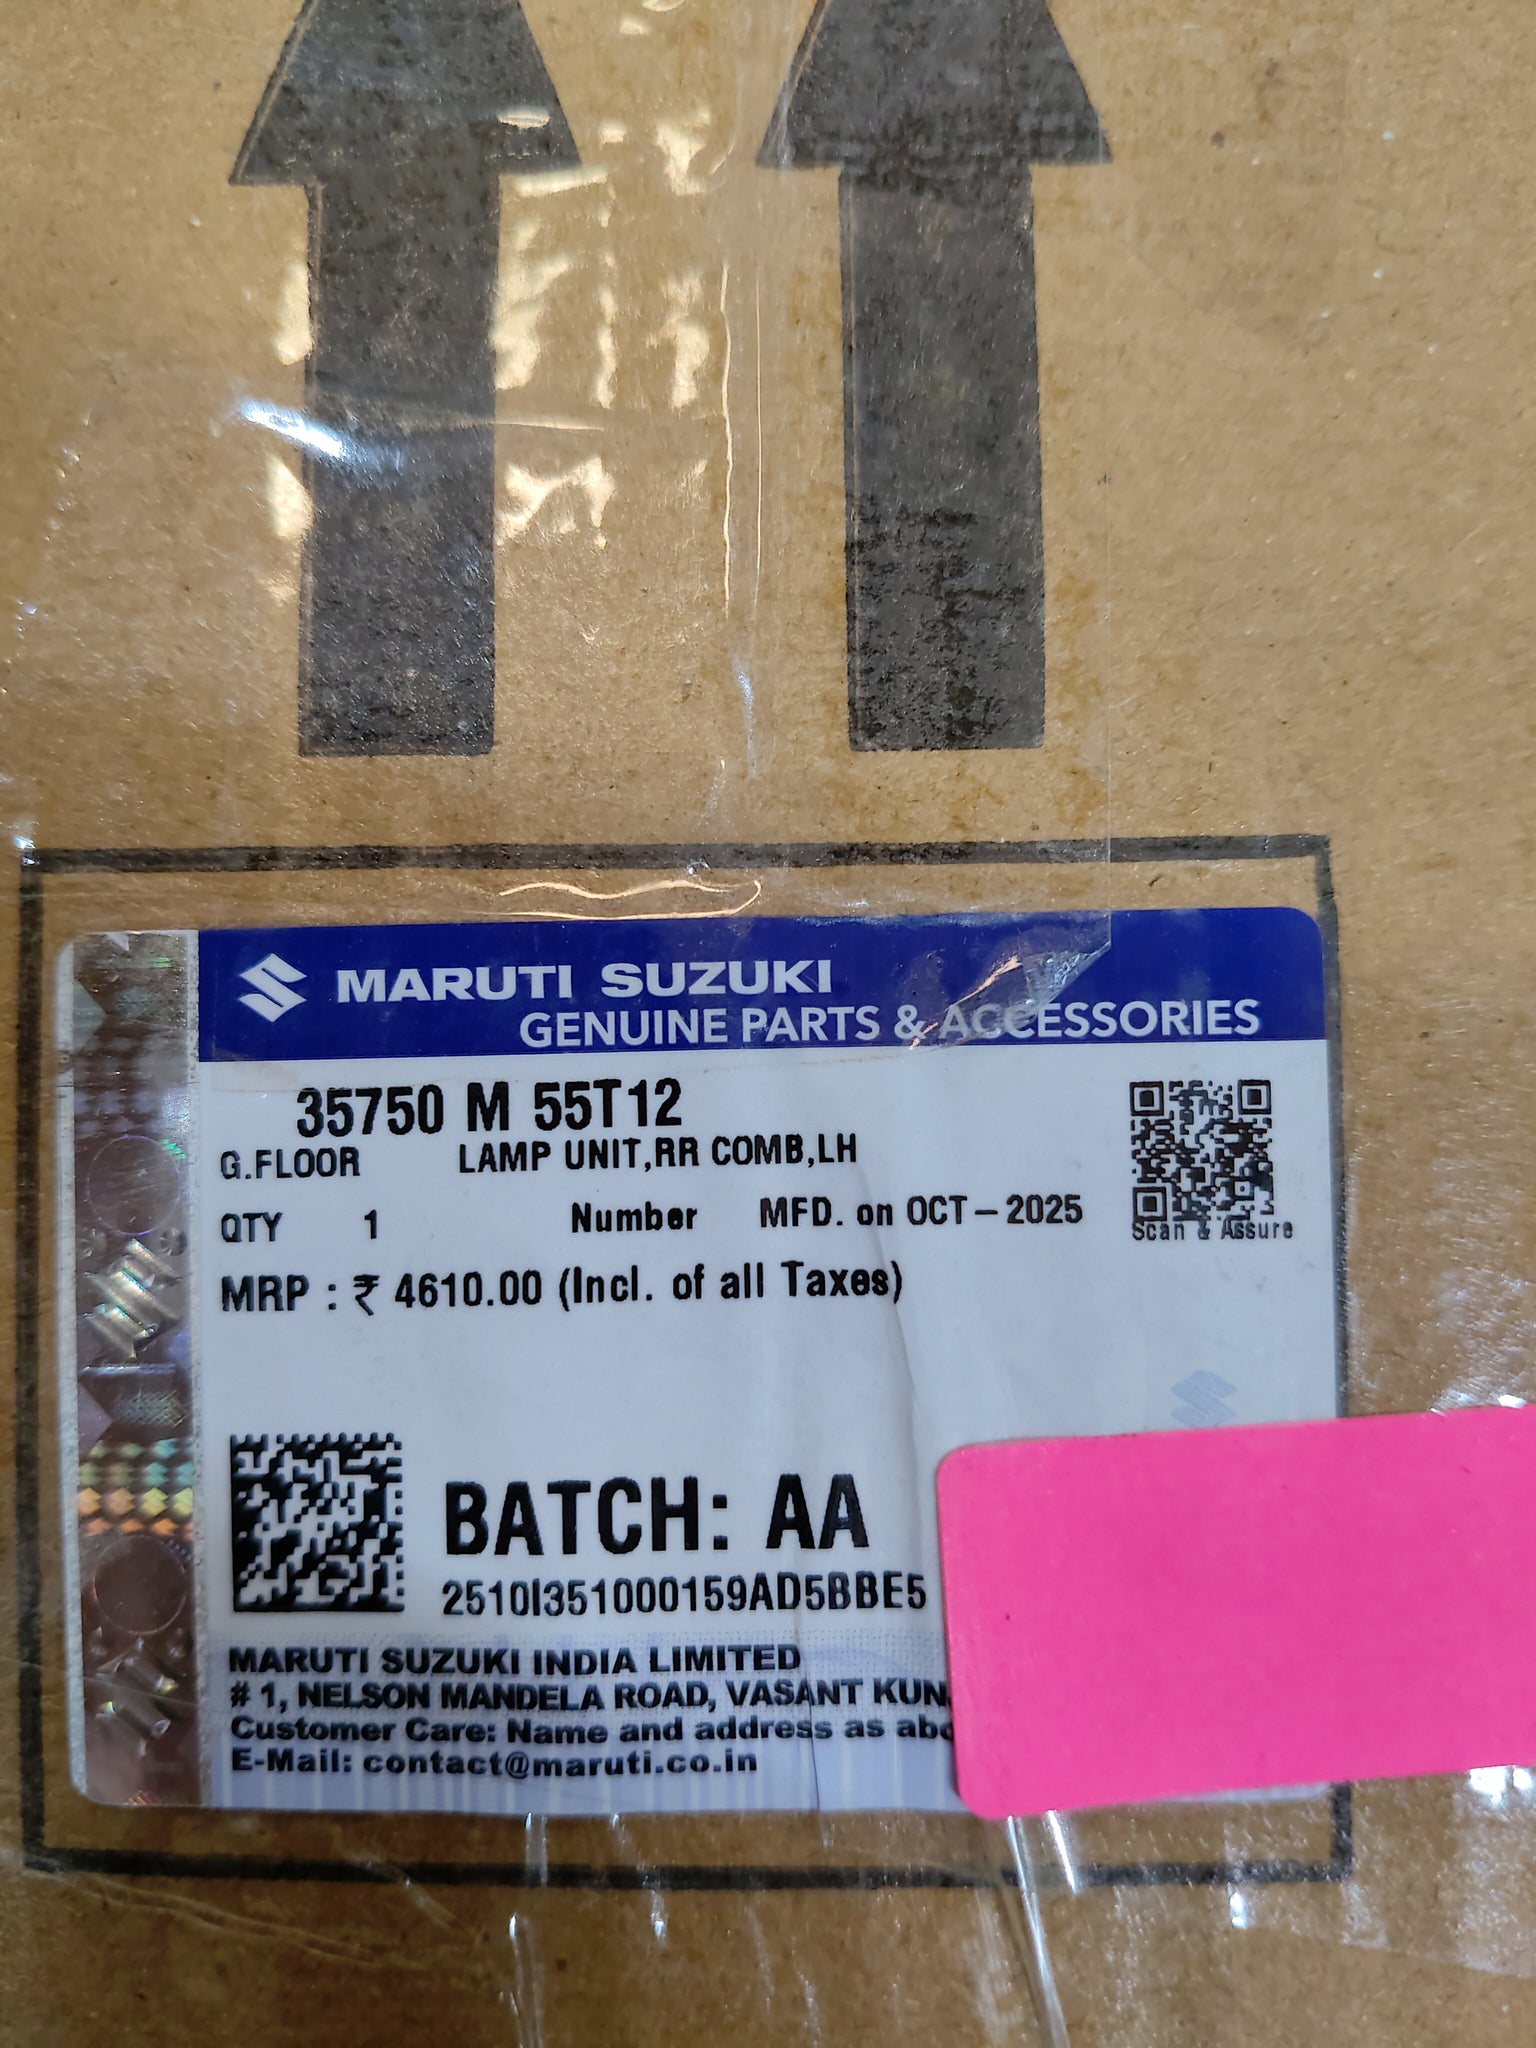 MARUTI SUZUKI
GENUINE PARTS & ACCESSORIES
35750 M 55T12
G.FLOOR LAMP UNIT,RR COMB,LH
QTY 1 Number MFD. on OCT-2025
Scan & Assure
MRP : ₹ 4610.00 (Incl. of all Taxes)
BATCH: AA
2510I351000159AD5BBE5
MARUTI SUZUKI INDIA LIMITED
# 1, NELSON MANDELA ROAD, VASANT
Customer Care: Name and address as
E-Mail: contact@maruti.co.in